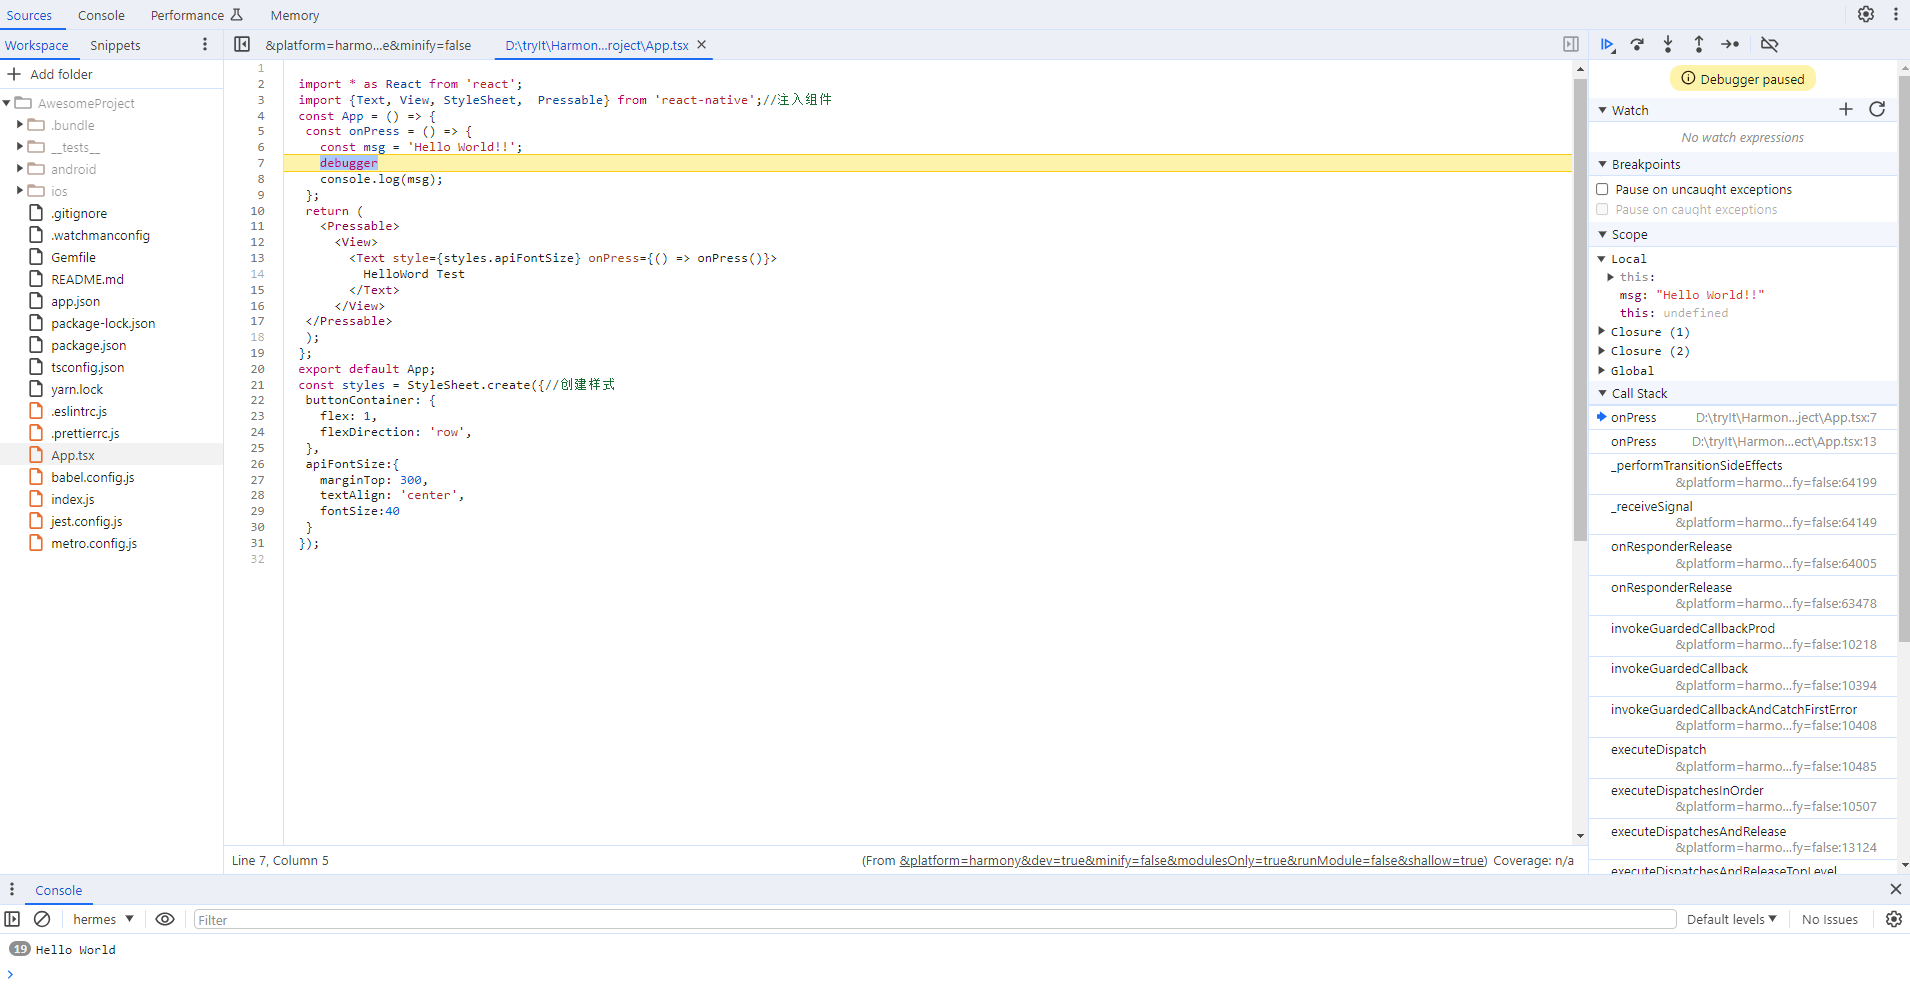 Sources Console Performance Memory
Workspace Snippets
&platform=harmo...e&minify=false D:\tryIt\Harmon...roject\App.tsx
Add folder
AwesomeProject
.bundle
__tests__
android
ios
.gitignore
.watchmanconfig
Gemfile
README.md
app.json
package-lock.json
package.json
tsconfig.json
yarn.lock
.eslintrc.js
.prettierrc.js
App.tsx
babel.config.js
index.js
jest.config.js
metro.config.js
1
2 import * as React from 'react';
3 import {Text, View, StyleSheet,  Pressable} from 'react-native';//注入组件
4 const App = () => {
5 const onPress = () => {
6 const msg = 'Hello World!!';
7 debugger
8 console.log(msg);
9 };
10 return (
11 <Pressable>
12 <View>
13 <Text style={styles.apiFontSize} onPress={() => onPress()}>
14 HelloWord Test
15 </Text>
16 </View>
17 </Pressable>
18 );
19 };
20 export default App;
21 const styles = StyleSheet.create({//创建样式
22 buttonContainer: {
23 flex: 1,
24 flexDirection: 'row',
25 },
26 apiFontSize:{
27 marginTop: 300,
28 textAlign: 'center',
29 fontSize:40
30 }
31 });
32
Line 7, Column 5
(From &platform=harmony&dev=true&minify=false&modulesOnly=true&runModule=false&shallow=true) Coverage: n/a
Debugger paused
Watch
No watch expressions
Breakpoints
Pause on uncaught exceptions
Pause on caught exceptions
Scope
Local
this:
msg: "Hello World!!"
this: undefined
Closure (1)
Closure (2)
Global
Call Stack
onPress D:\tryIt\Harmon...ject\App.tsx:7
onPress D:\tryIt\Harmon...ect\App.tsx:13
_performTransitionSideEffects
&platform=harmo...fy=false:64199
_receiveSignal
&platform=harmo...fy=false:64149
onResponderRelease
&platform=harmo...fy=false:64005
onResponderRelease
&platform=harmo...fy=false:63478
invokeGuardedCallbackProd
&platform=harmo...fy=false:10218
invokeGuardedCallback
&platform=harmo...fy=false:10394
invokeGuardedCallbackAndCatchFirstError
&platform=harmo...fy=false:10408
executeDispatch
&platform=harmo...fy=false:10485
executeDispatchesInOrder
&platform=harmo...fy=false:10507
executeDispatchesAndRelease
&platform=harmo...fy=false:13124
executeDispatchesAndReleaseTopLevel
Console
hermes Filter Default levels No Issues
19 Hello World